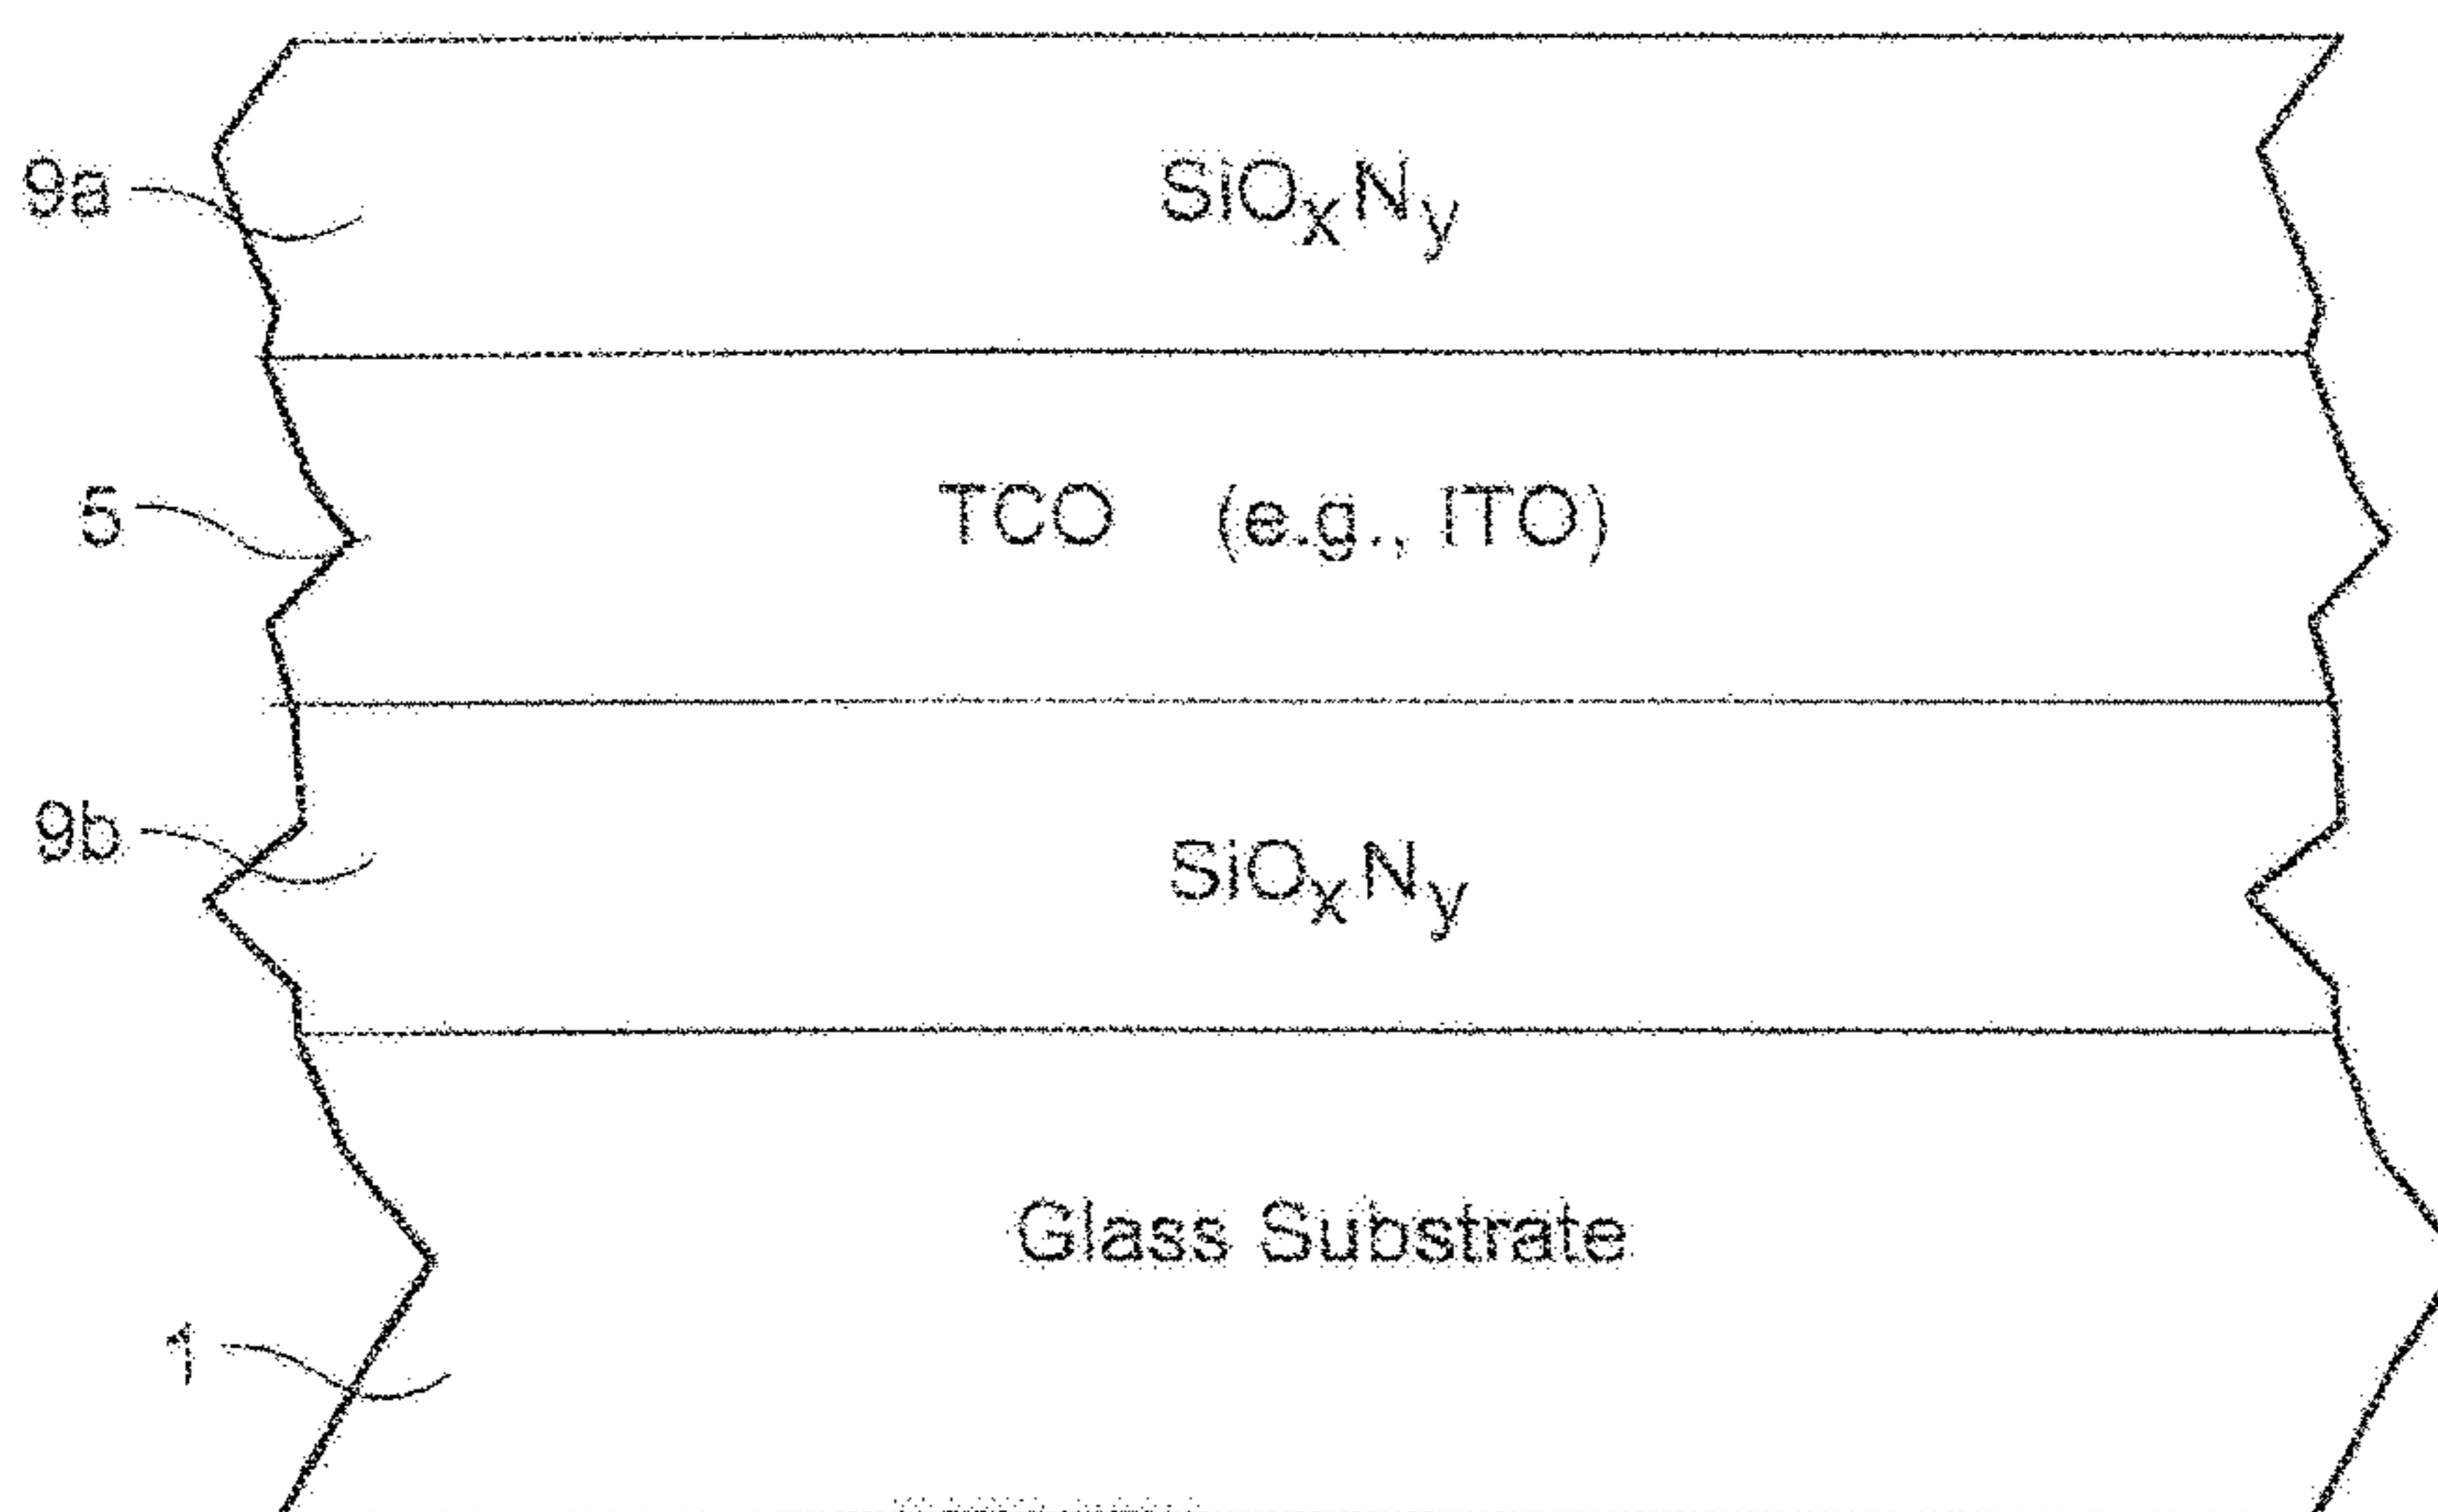 9a SiOxNy
5 TCO (e.g., ITO)
9b SiOxNy
Glass Substrate
1